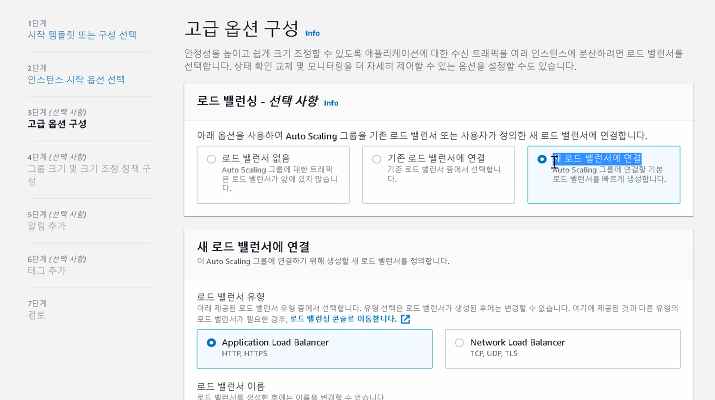 1단계
시작 템플릿 또는 구성 선택
2단계
인스턴스 시작 옵션 선택
3단계 (선택 사항)
고급 옵션 구성
4단계 (선택 사항)
그룹 크기 및 크기 조정 정책 구
성
5단계 (선택 사항)
알림 추가
6단계 (선택 사항)
태그 추가
7단계
검토
고급 옵션 구성 Info
안정성을 높이고 쉽게 크기 조정할 수 있도록 애플리케이션에 대한 수신 트래픽을 여러 인스턴스에 분산하려면 로드 밸런서를
선택합니다. 상태 확인 교체 및 모니터링을 더 자세히 제어할 수 있는 옵션을 설정할 수도 있습니다.
로드 밸런싱 - 선택 사항 Info
아래 옵션을 사용하여 Auto Scaling 그룹을 기존 로드 밸런서 또는 사용자가 정의한 새 로드 밸런서에 연결합니다.
로드 밸런서 없음
Auto Scaling 그룹에 대한 트래픽
은 로드 밸런서가 앞에 있지 않습니
다.
기존 로드 밸런서에 연결
기존 로드 밸런서 중에서 선택합니
다.
새 로드 밸런서에 연결
Auto Scaling 그룹에 연결할 기본
로드 밸런서를 빠르게 생성합니다.
새 로드 밸런서에 연결
이 Auto Scaling 그룹에 연결하기 위해 생성할 새 로드 밸런서를 정의합니다.
로드 밸런서 유형
아래 제공된 로드 밸런서 유형 중에서 선택합니다. 유형 선택은 로드 밸런서가 생성된 후에는 변경할 수 없습니다. 여기에 제공된 것과 다른 유형의
로드 밸런서가 필요한 경우, 로드 밸런싱 콘솔로 이동합니다.
Application Load Balancer
HTTP, HTTPS
Network Load Balancer
TCP, UDP, TLS
로드 밸런서 이름
로드 밸런서를 생성한 후에는 이름을 변경할 수 없습니다.